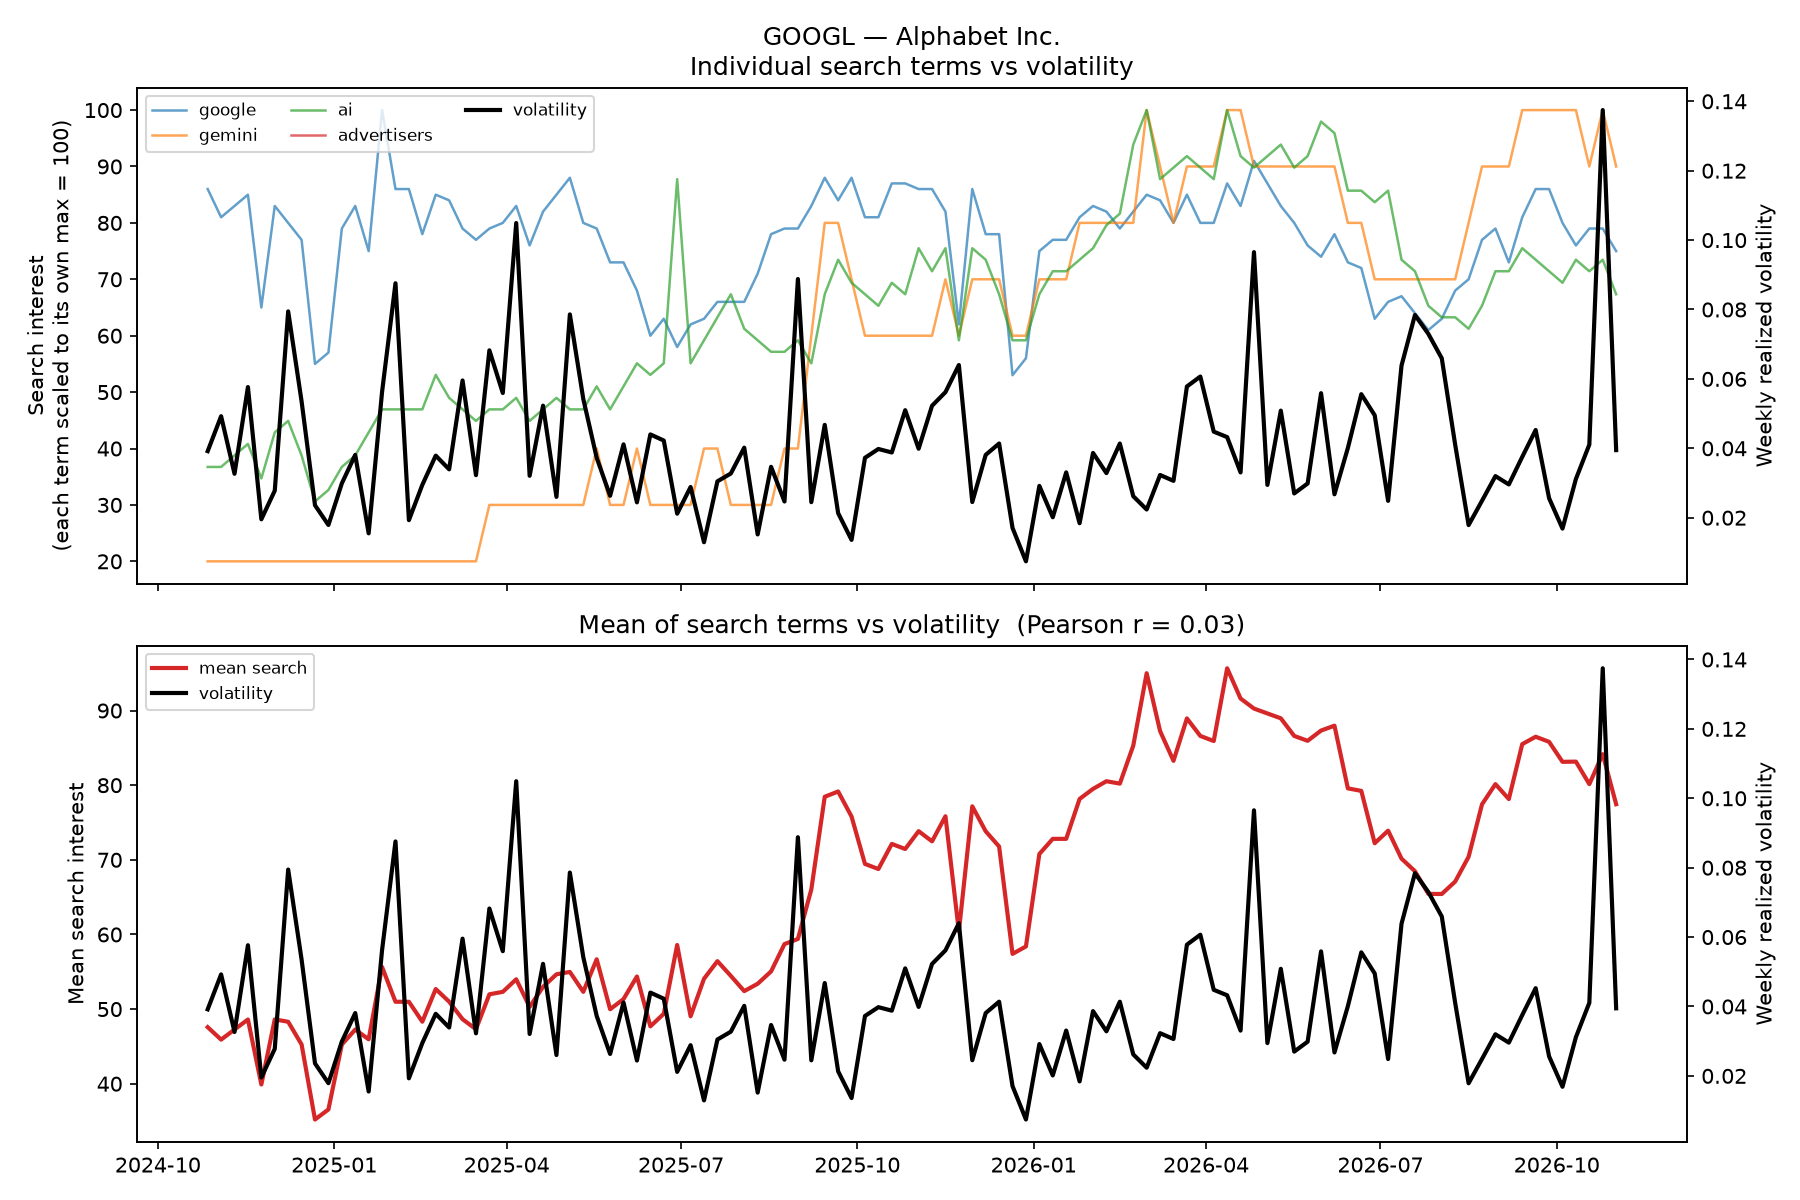 GOOGL — Alphabet Inc.
Individual search terms vs volatility
google
gemini
ai
advertisers
volatility
Search interest
(each term scaled to its own max = 100)
100
90
80
70
60
50
40
30
20
0.14
0.12
0.10
0.08
0.06
0.04
0.02
Weekly realized volatility
Mean of search terms vs volatility (Pearson r = 0.03)
mean search
volatility
Mean search interest
90
80
70
60
50
40
0.14
0.12
0.10
0.08
0.06
0.04
0.02
Weekly realized volatility
2024-10
2025-01
2025-04
2025-07
2025-10
2026-01
2026-04
2026-07
2026-10